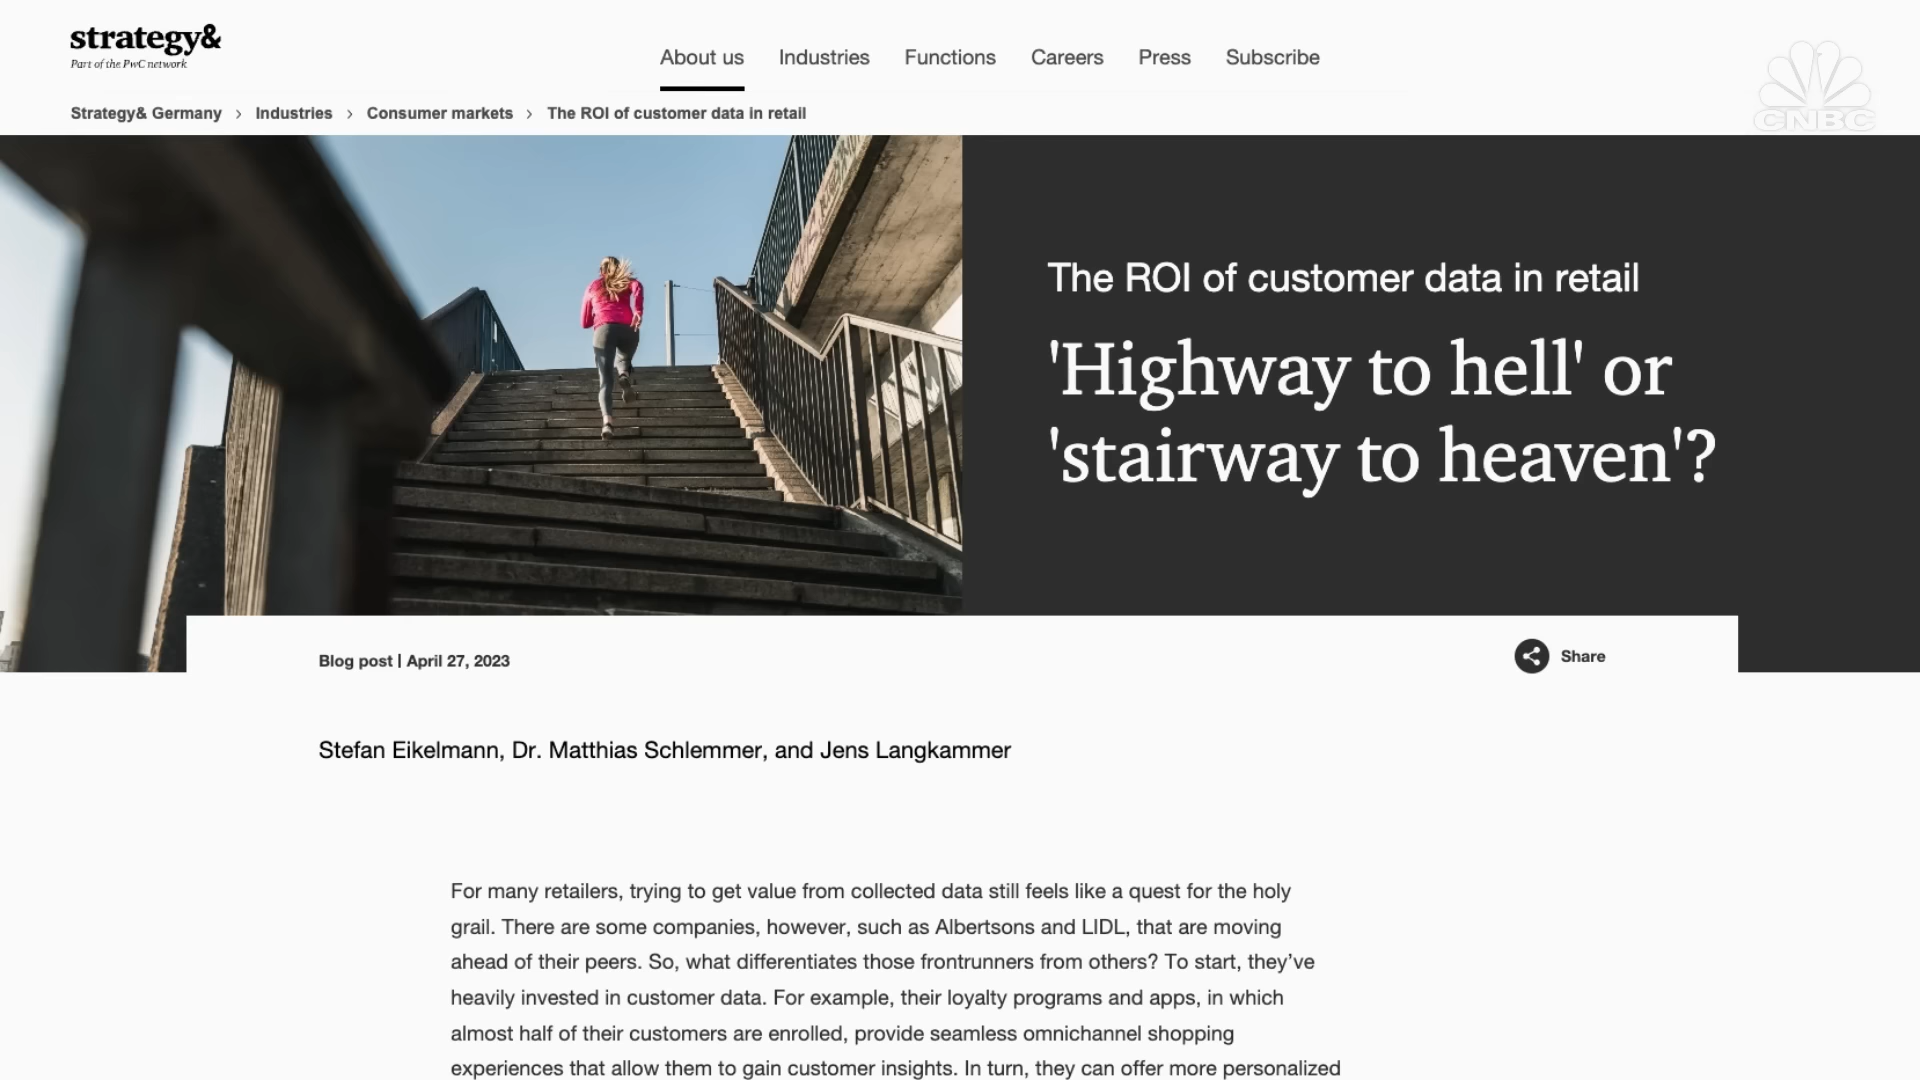 strategy&
Part of the PwC network
About us Industries Functions Careers Press Subscribe
CNBC
Strategy& Germany > Industries > Consumer markets > The ROI of customer data in retail
The ROI of customer data in retail
'Highway to hell' or
'stairway to heaven'?
Blog post | April 27, 2023
Share
Stefan Eikelmann, Dr. Matthias Schlemmer, and Jens Langkammer
For many retailers, trying to get value from collected data still feels like a quest for the holy
grail. There are some companies, however, such as Albertsons and LIDL, that are moving
ahead of their peers. So, what differentiates those frontrunners from others? To start, they’ve
heavily invested in customer data. For example, their loyalty programs and apps, in which
almost half of their customers are enrolled, provide seamless omnichannel shopping
experiences that allow them to gain customer insights. In turn, they can offer more personalized